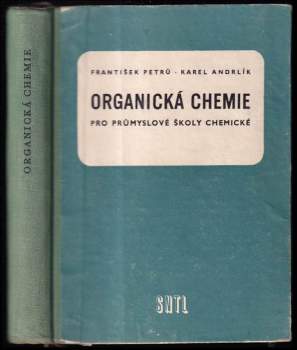 ORGANICKÁ CHEMIE
FRANTIŠEK PETRŮ - KAREL ANDRLÍK
ORGANICKÁ CHEMIE
PRO PRŮMYSLOVÉ ŠKOLY CHEMICKÉ
SNTL